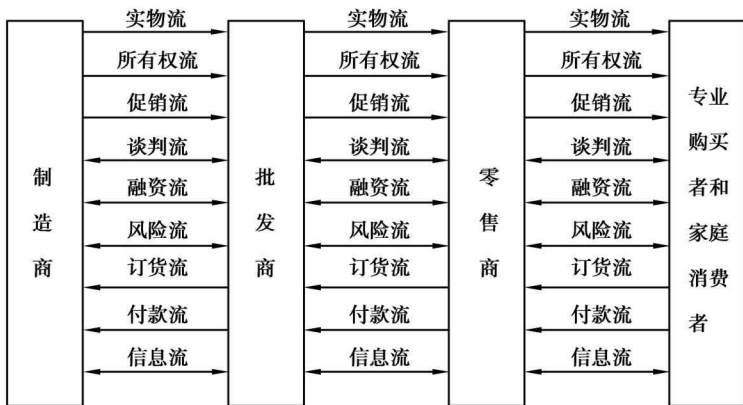 实物流 实物流 实物流
所有权流 所有权流 所有权流
促销流 促销流 促销流
谈判流 谈判流 谈判流
融资流 融资流 融资流
风险流 风险流 风险流
订货流 订货流 订货流
付款流 付款流 付款流
信息流 信息流 信息流
制造商
批发商
零售商
专业
购买
者和
家庭
消费
者